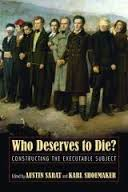 Who Deserves to Die?
CONSTRUCTING THE EXECUTABLE SUBJECT
Edited by AUSTIN SARAT and KARL SHOEMAKER